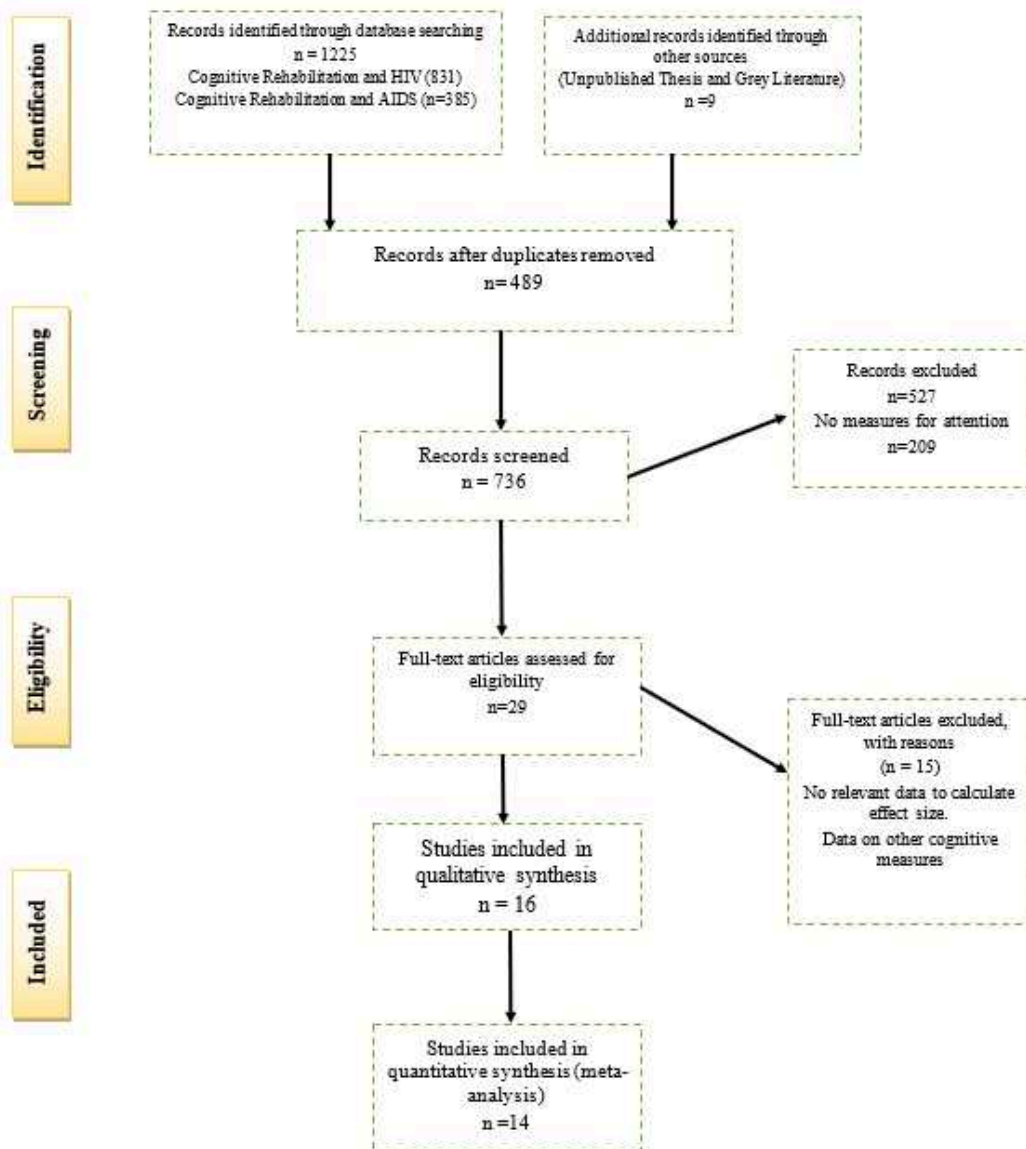 Identification
Records identified through database searching
n = 1225
Cognitive Rehabilitation and HIV (831)
Cognitive Rehabilitation and AIDS (n=385)
Additional records identified through
other sources
(Unpublished Thesis and Grey Literature)
n =9
Records after duplicates removed
n= 489
Screening
Records screened
n = 736
Records excluded
n=527
No measures for attention
n=209
Eligibility
Full-text articles assessed for
eligibility
n=29
Full-text articles excluded,
with reasons
(n = 15)
No relevant data to calculate
effect size.
Data on other cognitive
measures
Included
Studies included in
qualitative synthesis
n = 16
Studies included in
quantitative synthesis (meta-
analysis)
n =14